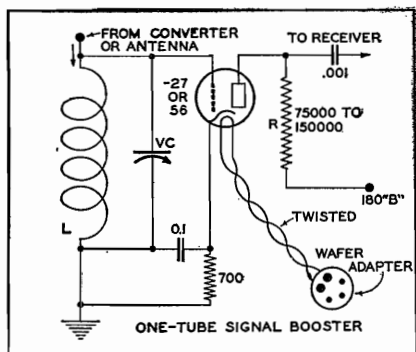 FROM CONVERTER
OR ANTENNA
TO RECEIVER
.001
-27
OR
56
R
75000 TO
150000
VC
L
0.1
180"B"
TWISTED
700
WAFER
ADAPTER
ONE-TUBE SIGNAL BOOSTER